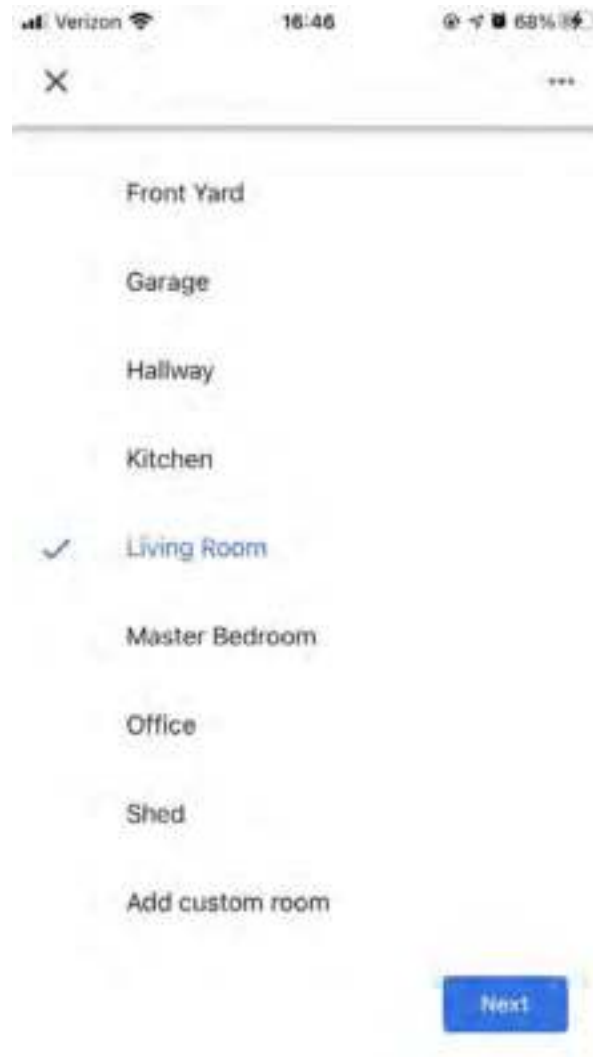 Verizon 16:46 68%
Front Yard
Garage
Hallway
Kitchen
Living Room
Master Bedroom
Office
Shed
Add custom room
Next